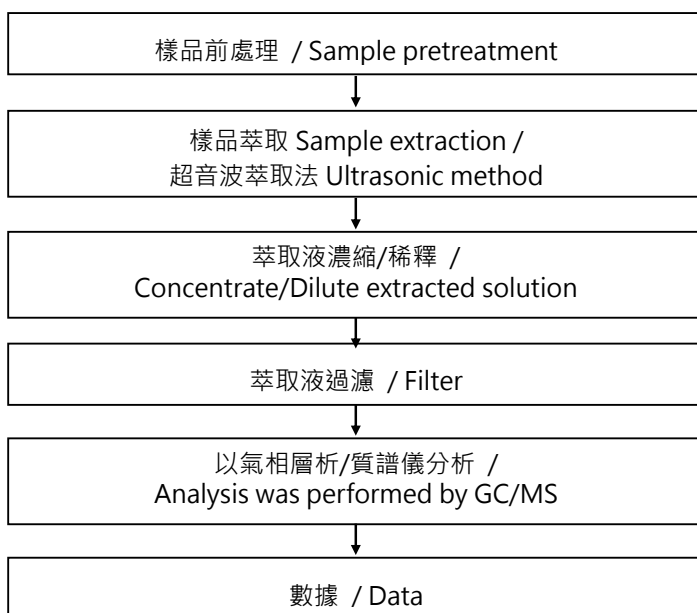 樣品前處理 / Sample pretreatment
樣品萃取 Sample extraction /
超音波萃取法 Ultrasonic method
萃取液濃縮/稀釋 /
Concentrate/Dilute extracted solution
萃取液過濾 / Filter
以氣相層析/質譜儀分析 /
Analysis was performed by GC/MS
數據 / Data